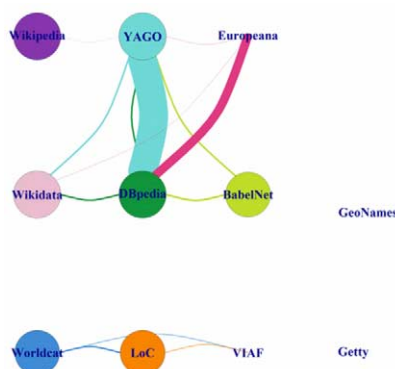 Wikipedia YAGO Europeana
Wikidata DBpedia BabelNet
GeoNames
Worldcat LoC VIAF Getty